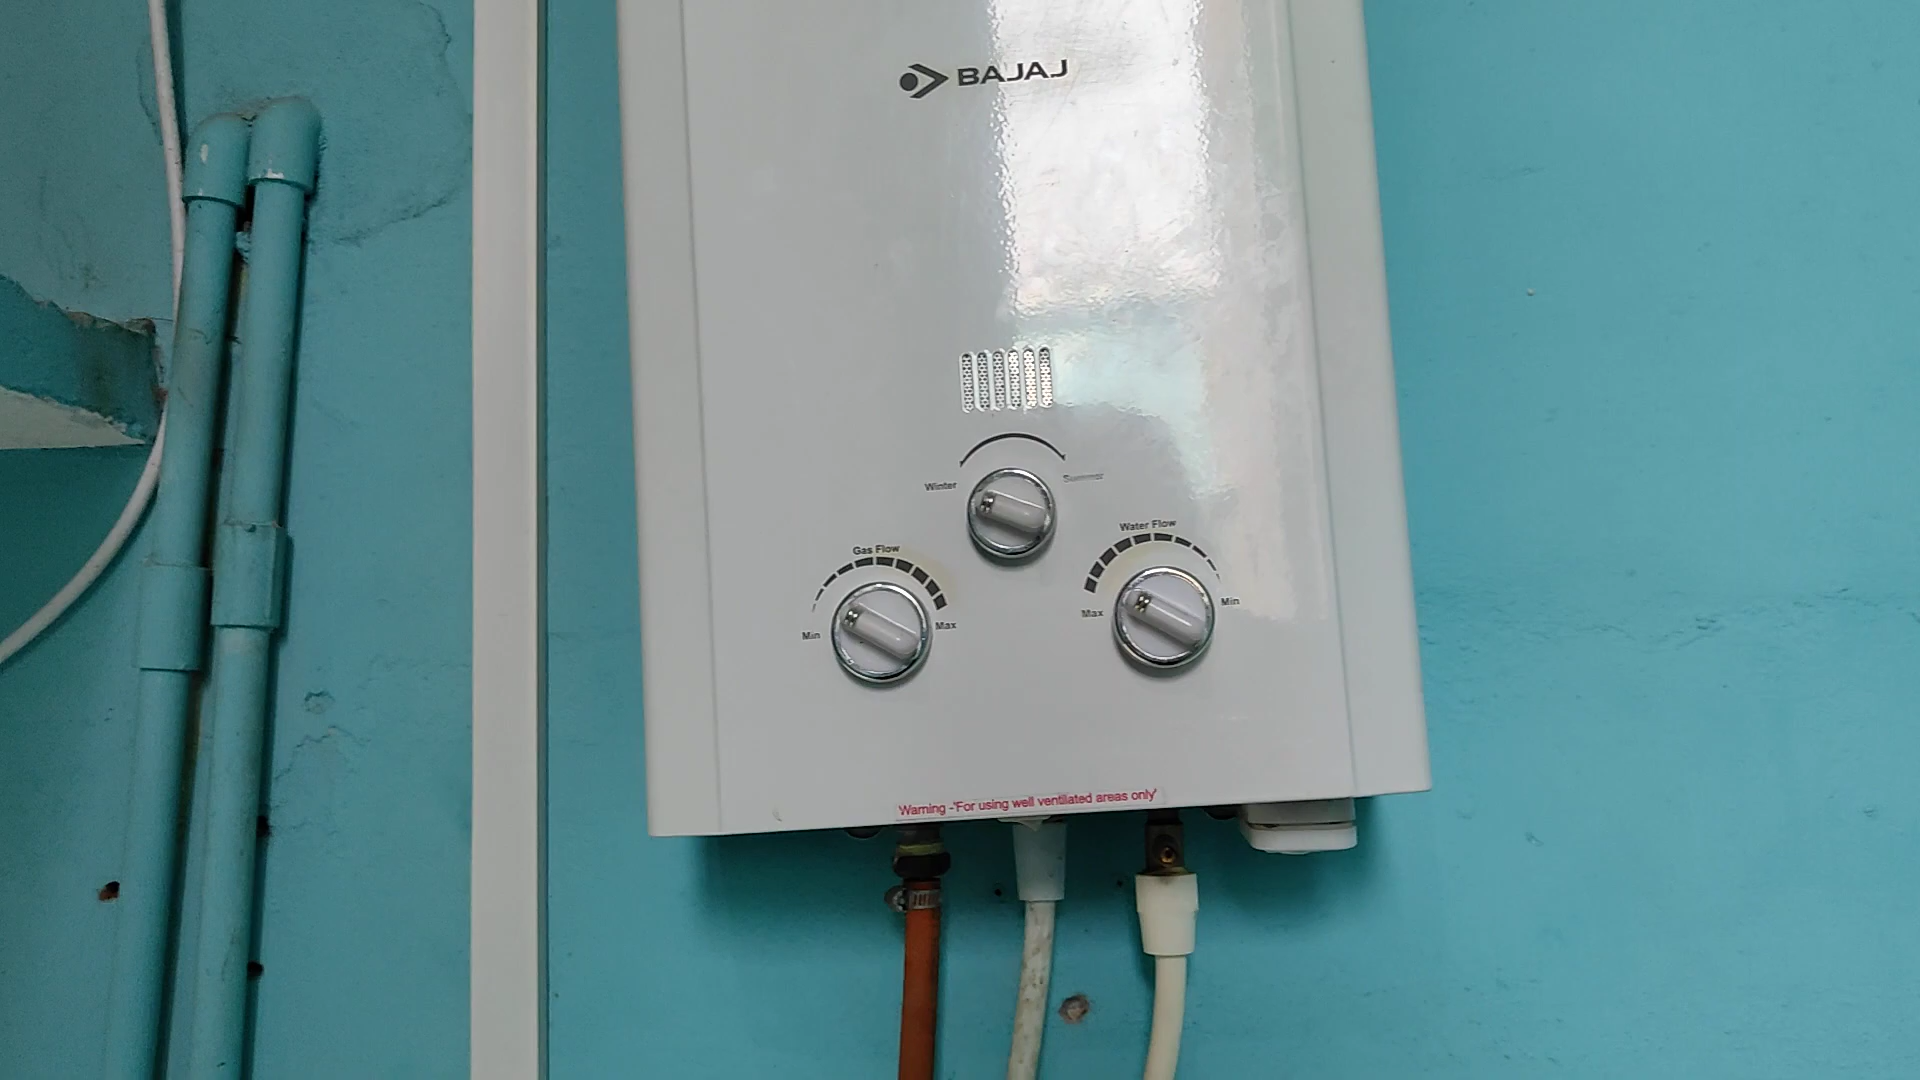 BAJAJ
Winter
Summer
Gas Flow
Min
Max
Water Flow
Max
Min
Warning -'For using well ventilated areas only'